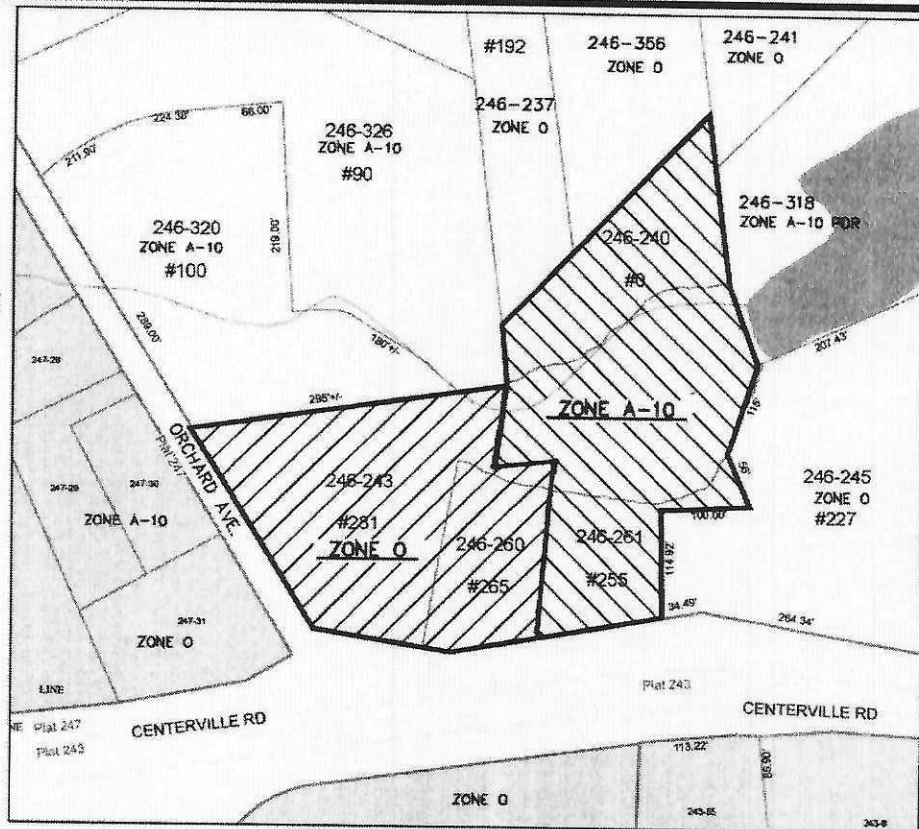 #192
246-356
ZONE O
246-241
ZONE O
246-237
ZONE O
224.38'
66.00'
211.90'
246-326
ZONE A-10
#90
246-320
ZONE A-10
#100
219.00'
246-318
ZONE A-10 PDR
246-240
#0
289.00'
180'+/-
207.43'
247-28
295'+/-
ZONE A-10
115'
ORCHARD AVE.
Plat 247
247-29
247-30
ZONE A-10
246-243
#281
ZONE O
246-260
#265
246-261
#255
246-245
ZONE O
#227
100.00'
114.92'
34.49'
264.34'
247-31
ZONE O
LINE
NE Plat 247
Plat 243
CENTERVILLE RD
Plat 243
CENTERVILLE RD
113.22'
ZONE O
243-85